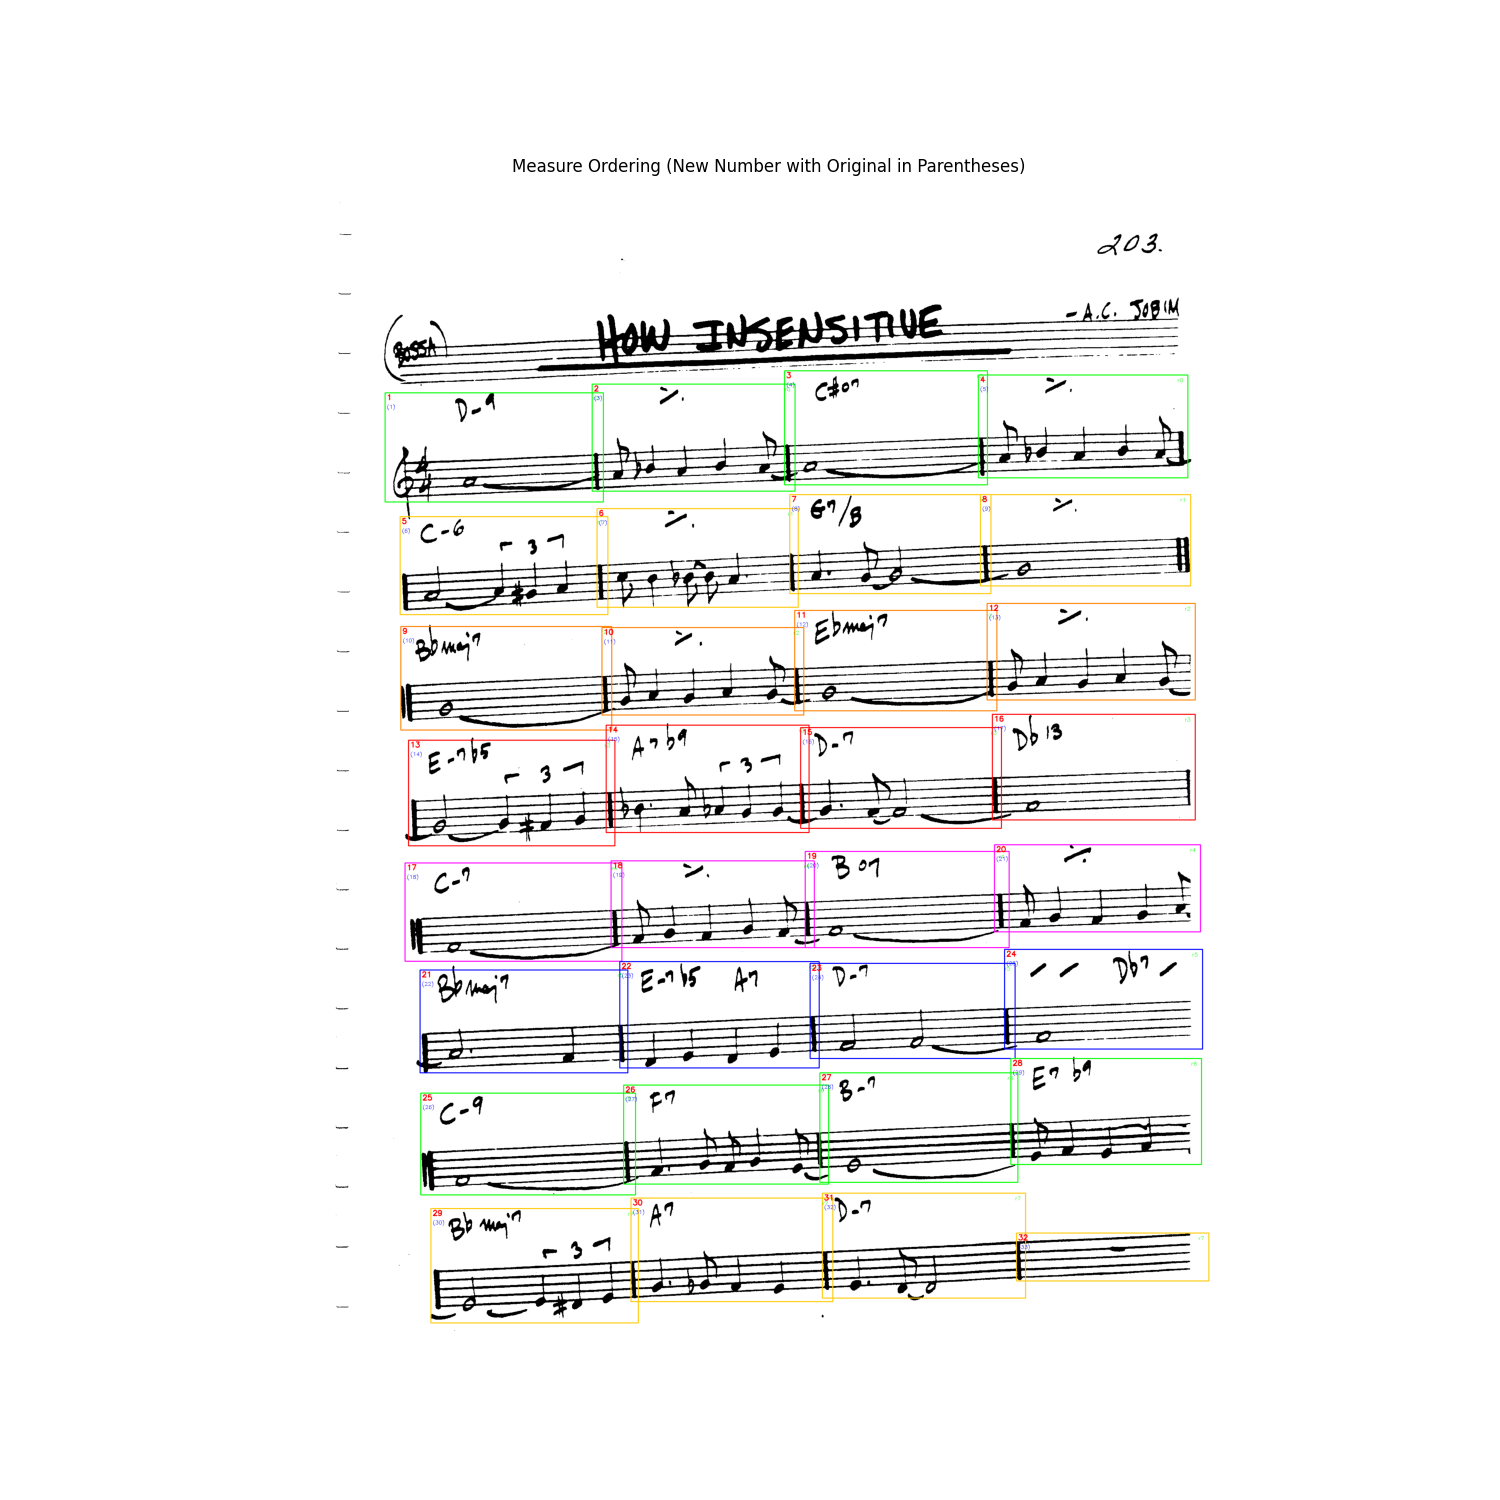 Measure Ordering (New Number with Original in Parentheses)
203.
(BOSSA) HOW INSENSITIVE - A.C. JOBIM
1 2 3 4
(1) (3) (4) (5)
D-9 C#o7
5 6 7 8
(6) (7) (8) (9)
C-6 G7/B
3
9 10 11 12
(10) (11) (12) (13)
Bbmaj7 Ebmaj7
13 14 15 16
(14) (15) (16) (17)
E-7b5 A7b9 D-7 Db13
3 3
17 18 19 20
(18) (19) (20) (21)
C-7 Bo7
21 22 23 24
(22) (23) (24) (25)
Bbmaj7 E-7b5 A7 D-7 Db7
25 26 27 28
(26) (27) (28) (29)
C-9 F7 B-7 E7b9
29 30 31 32
(30) (31) (32) (33)
Bbmaj7 A7 D-7
3